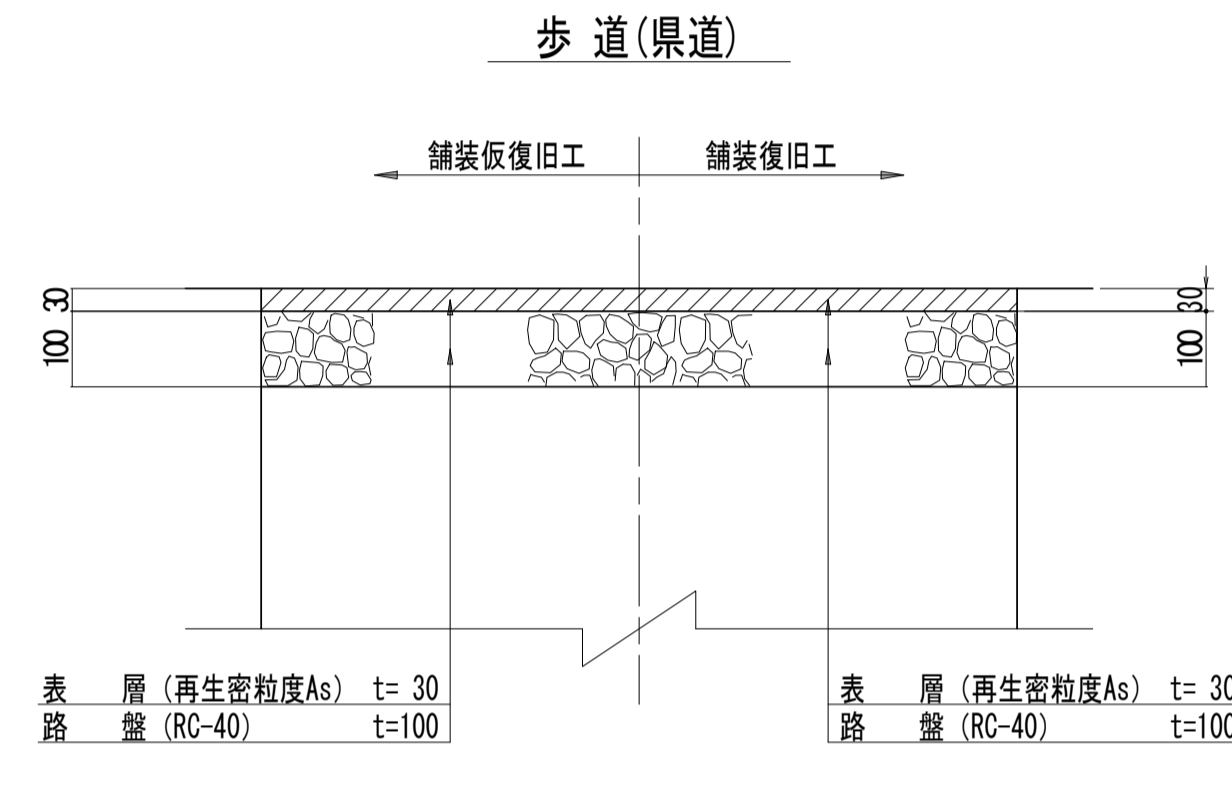 歩 道(県道)
舗装仮復旧工 舗装復旧工
30
100
30
100
表 層 (再生密粒度As) t= 30
路 盤 (RC-40) t=100
表 層 (再生密粒度As) t= 30
路 盤 (RC-40) t=100